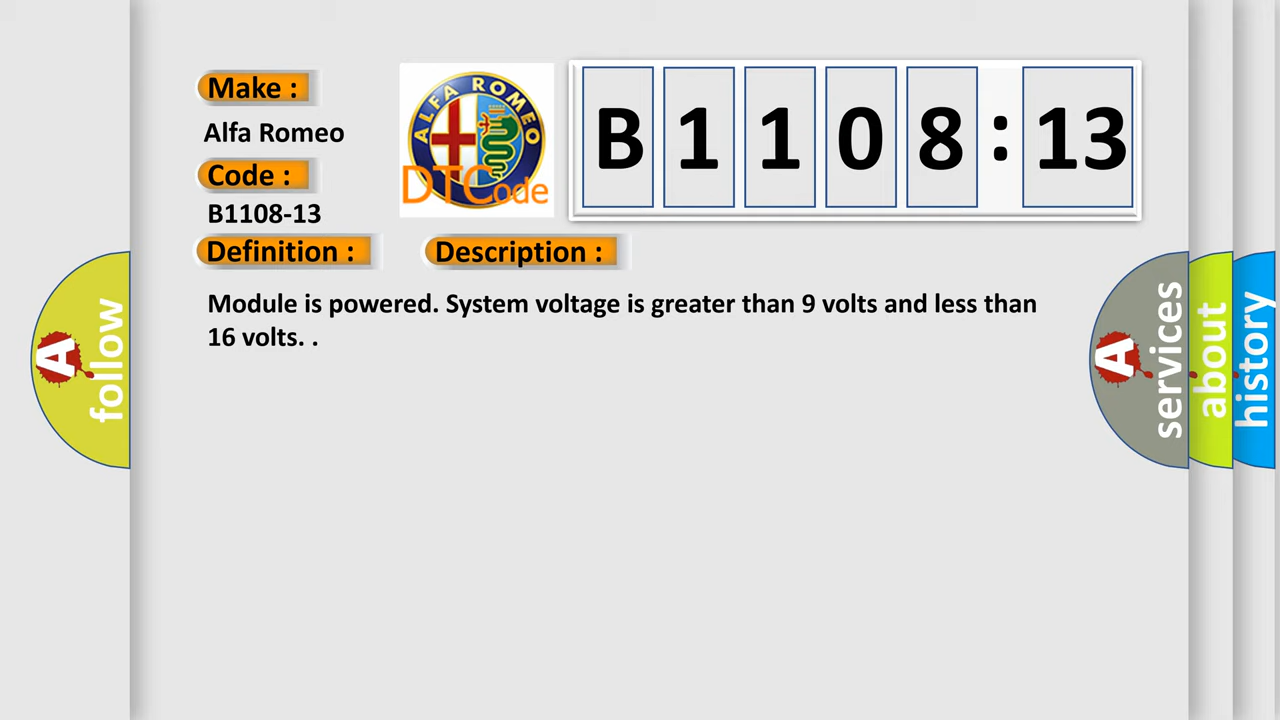 Make :
Alfa Romeo
Code :
B1108-13
Definition :
Description :
Module is powered. System voltage is greater than 9 volts and less than
16 volts. .
ALFA ROMEO
DTCode
B 1 1 0 8 : 13
A follow
A services
about
history